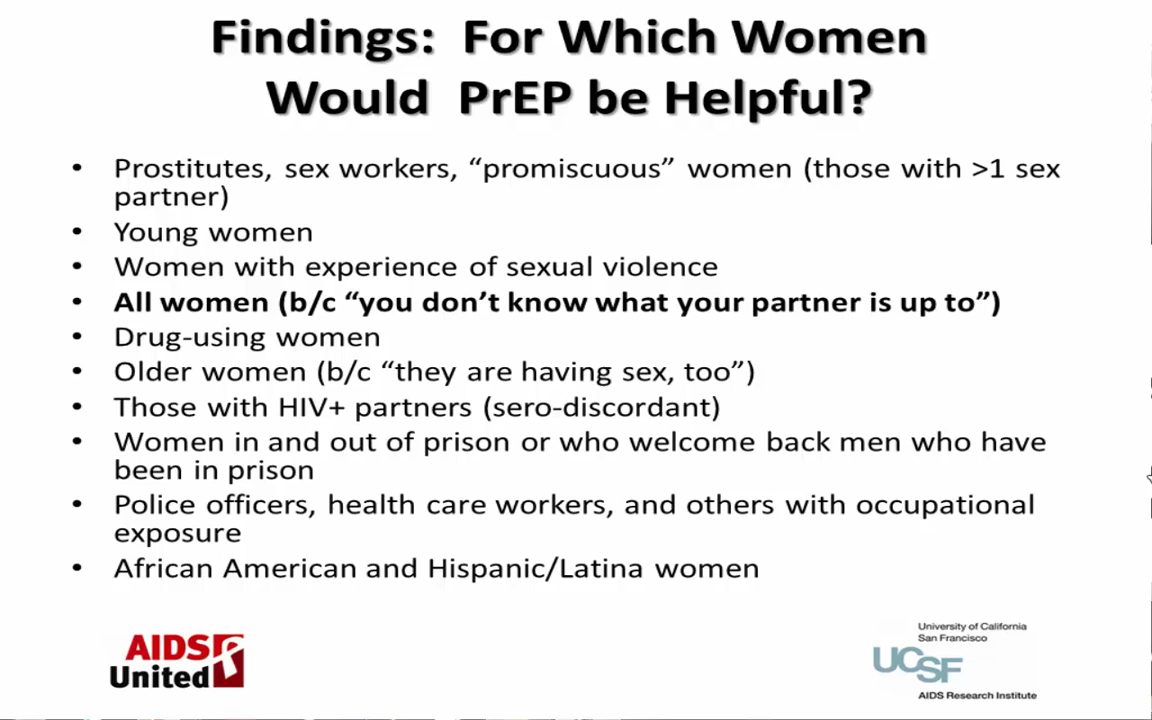 Findings: For Which Women
Would PrEP be Helpful?
• Prostitutes, sex workers, “promiscuous” women (those with >1 sex
partner)
• Young women
• Women with experience of sexual violence
• All women (b/c “you don’t know what your partner is up to”)
• Drug-using women
• Older women (b/c “they are having sex, too”)
• Those with HIV+ partners (sero-discordant)
• Women in and out of prison or who welcome back men who have
been in prison
• Police officers, health care workers, and others with occupational
exposure
• African American and Hispanic/Latina women
AIDS
United
University of California
San Francisco
UCSF
AIDS Research Institute